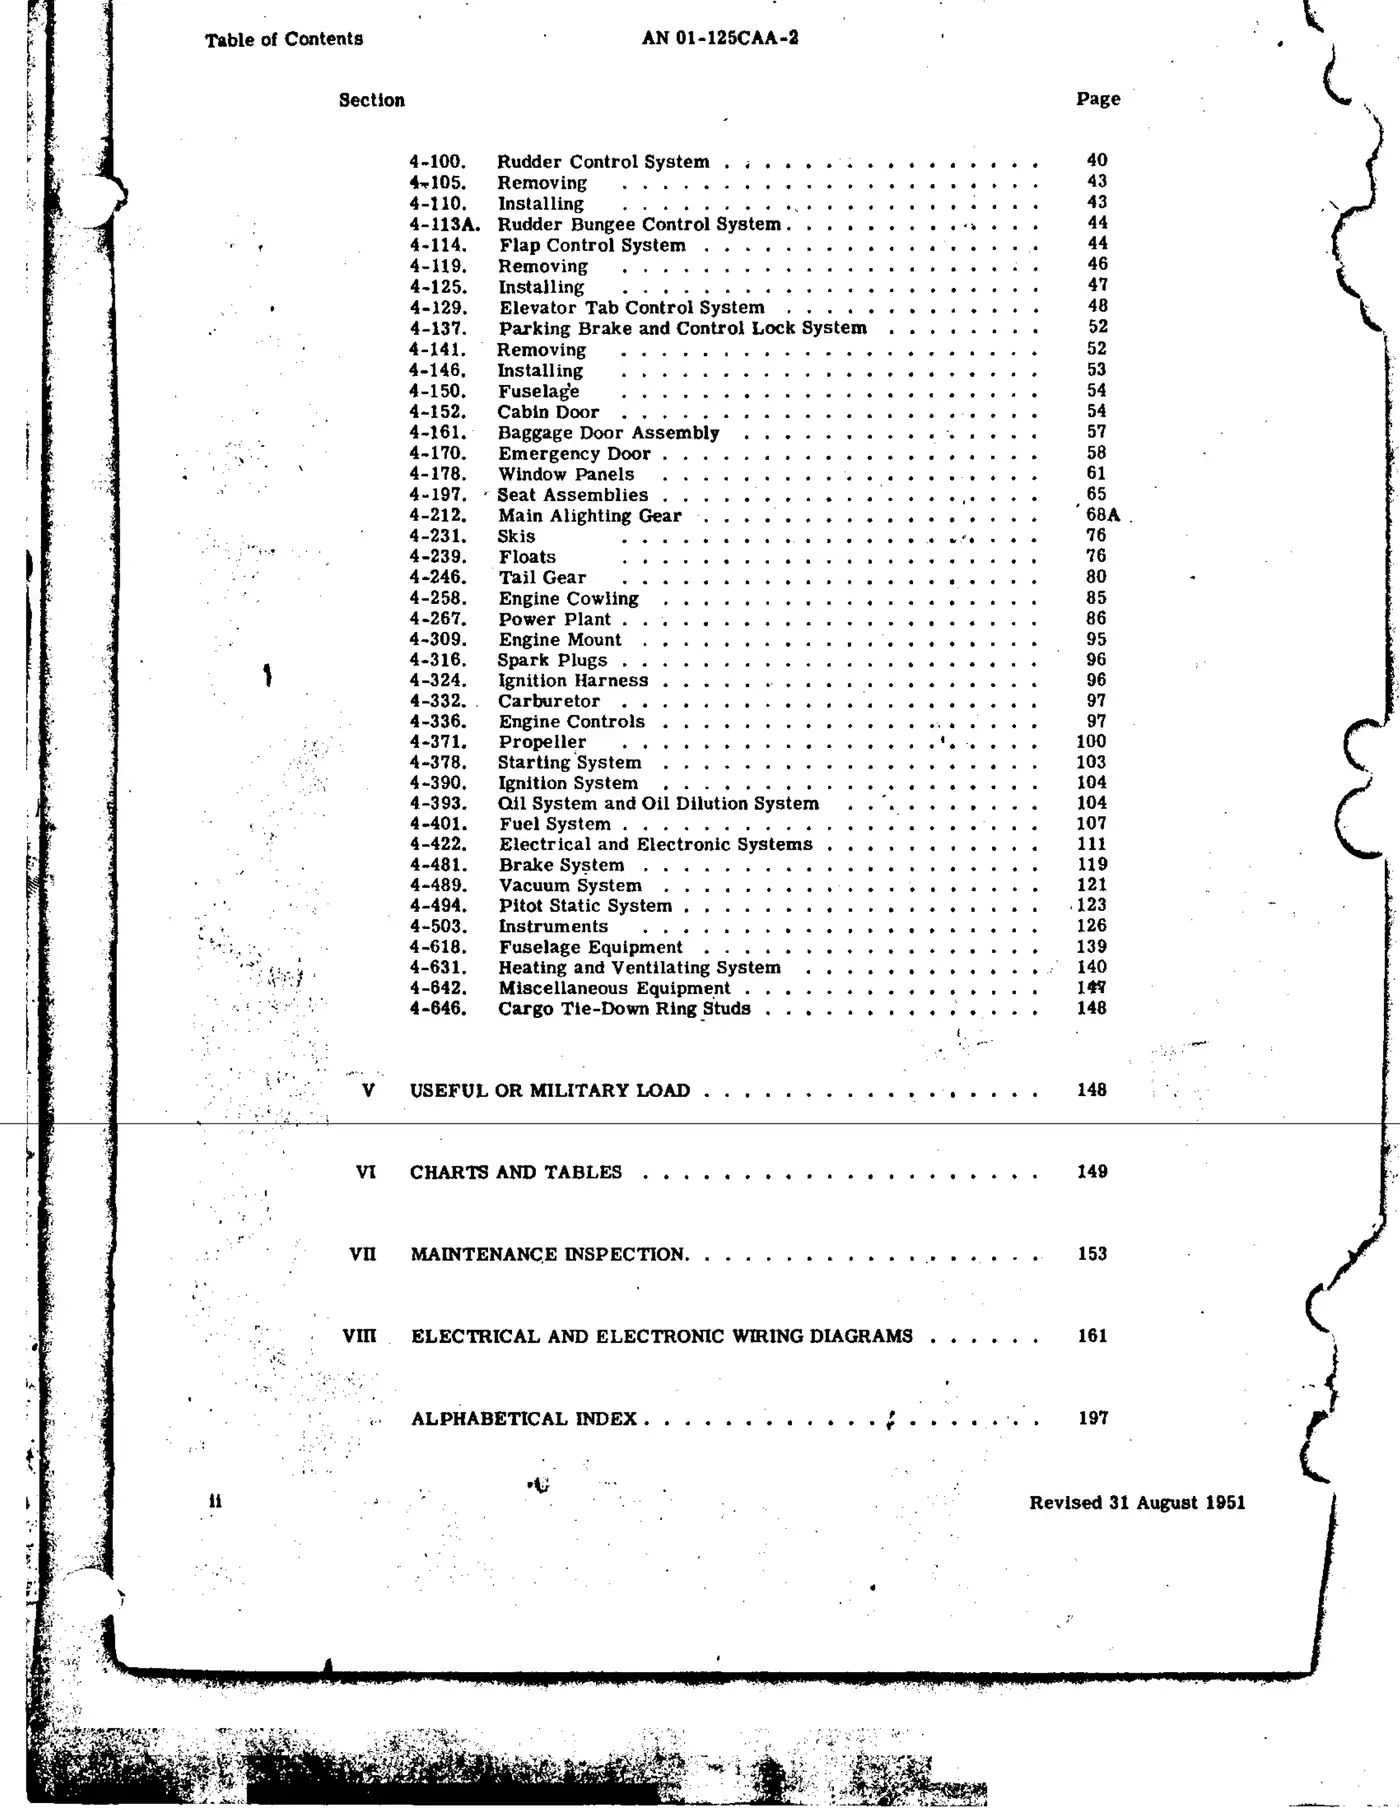 Table of Contents AN 01-125CAA-2
Section Page
4-100. Rudder Control System . . . . . . . . . . . . . . . . 40
4-105. Removing . . . . . . . . . . . . . . . . . . . . . 43
4-110. Installing . . . . . . . . . . . . . . . . . . . . . 43
4-113A. Rudder Bungee Control System . . . . . . . . . . . . . 44
4-114. Flap Control System . . . . . . . . . . . . . . . . . 44
4-119. Removing . . . . . . . . . . . . . . . . . . . . . 46
4-125. Installing . . . . . . . . . . . . . . . . . . . . . 47
4-129. Elevator Tab Control System . . . . . . . . . . . . . 48
4-137. Parking Brake and Control Lock System . . . . . . . . 52
4-141. Removing . . . . . . . . . . . . . . . . . . . . . 52
4-146. Installing . . . . . . . . . . . . . . . . . . . . . 53
4-150. Fuselage . . . . . . . . . . . . . . . . . . . . . 54
4-152. Cabin Door . . . . . . . . . . . . . . . . . . . . . 54
4-161. Baggage Door Assembly . . . . . . . . . . . . . . . 57
4-170. Emergency Door . . . . . . . . . . . . . . . . . . . 58
4-178. Window Panels . . . . . . . . . . . . . . . . . . . 61
4-197. Seat Assemblies . . . . . . . . . . . . . . . . . . . 65
4-212. Main Alighting Gear . . . . . . . . . . . . . . . . . 68A
4-231. Skis . . . . . . . . . . . . . . . . . . . . . 76
4-239. Floats . . . . . . . . . . . . . . . . . . . . . 76
4-246. Tail Gear . . . . . . . . . . . . . . . . . . . . . 80
4-258. Engine Cowling . . . . . . . . . . . . . . . . . . . 85
4-267. Power Plant . . . . . . . . . . . . . . . . . . . . . 86
4-309. Engine Mount . . . . . . . . . . . . . . . . . . . . 95
4-316. Spark Plugs . . . . . . . . . . . . . . . . . . . . . 96
4-324. Ignition Harness . . . . . . . . . . . . . . . . . . . 96
4-332. Carburetor . . . . . . . . . . . . . . . . . . . . . 97
4-336. Engine Controls . . . . . . . . . . . . . . . . . . . 97
4-371. Propeller . . . . . . . . . . . . . . . . . . . . . 100
4-378. Starting System . . . . . . . . . . . . . . . . . . . 103
4-390. Ignition System . . . . . . . . . . . . . . . . . . . 104
4-393. Oil System and Oil Dilution System . . . . . . . . . . 104
4-401. Fuel System . . . . . . . . . . . . . . . . . . . . . 107
4-422. Electrical and Electronic Systems . . . . . . . . . . . 111
4-481. Brake System . . . . . . . . . . . . . . . . . . . . 119
4-489. Vacuum System . . . . . . . . . . . . . . . . . . . 121
4-494. Pitot Static System . . . . . . . . . . . . . . . . . . 123
4-503. Instruments . . . . . . . . . . . . . . . . . . . . 126
4-618. Fuselage Equipment . . . . . . . . . . . . . . . . . 139
4-631. Heating and Ventilating System . . . . . . . . . . . . 140
4-642. Miscellaneous Equipment . . . . . . . . . . . . . . . 147
4-646. Cargo Tie-Down Ring Studs . . . . . . . . . . . . . . 148
V USEFUL OR MILITARY LOAD . . . . . . . . . . . . . . . . . 148
VI CHARTS AND TABLES . . . . . . . . . . . . . . . . . . . . 149
VII MAINTENANCE INSPECTION. . . . . . . . . . . . . . . . . . 153
VIII ELECTRICAL AND ELECTRONIC WIRING DIAGRAMS . . . . . . 161
ALPHABETICAL INDEX . . . . . . . . . . . . . . . . . . . . 197
ii Revised 31 August 1951